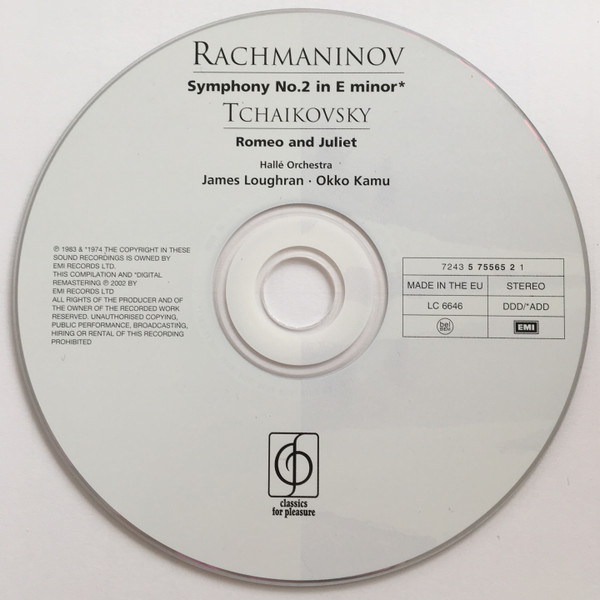 RACHMANINOV
Symphony No.2 in E minor*
TCHAIKOVSKY
Romeo and Juliet
Hallé Orchestra
James Loughran · Okko Kamu
℗ 1983 & *1974 THE COPYRIGHT IN THESE
SOUND RECORDINGS IS OWNED BY
EMI RECORDS LTD.
THIS COMPILATION AND *DIGITAL
REMASTERING ℗ 2002 BY
EMI RECORDS LTD
ALL RIGHTS OF THE PRODUCER AND OF
THE OWNER OF THE RECORDED WORK
RESERVED. UNAUTHORISED COPYING,
PUBLIC PERFORMANCE, BROADCASTING,
HIRING OR RENTAL OF THIS RECORDING
PROHIBITED
7243 5 75565 2 1
MADE IN THE EU STEREO
LC 6646 DDD/*ADD
EMI
classics
for pleasure